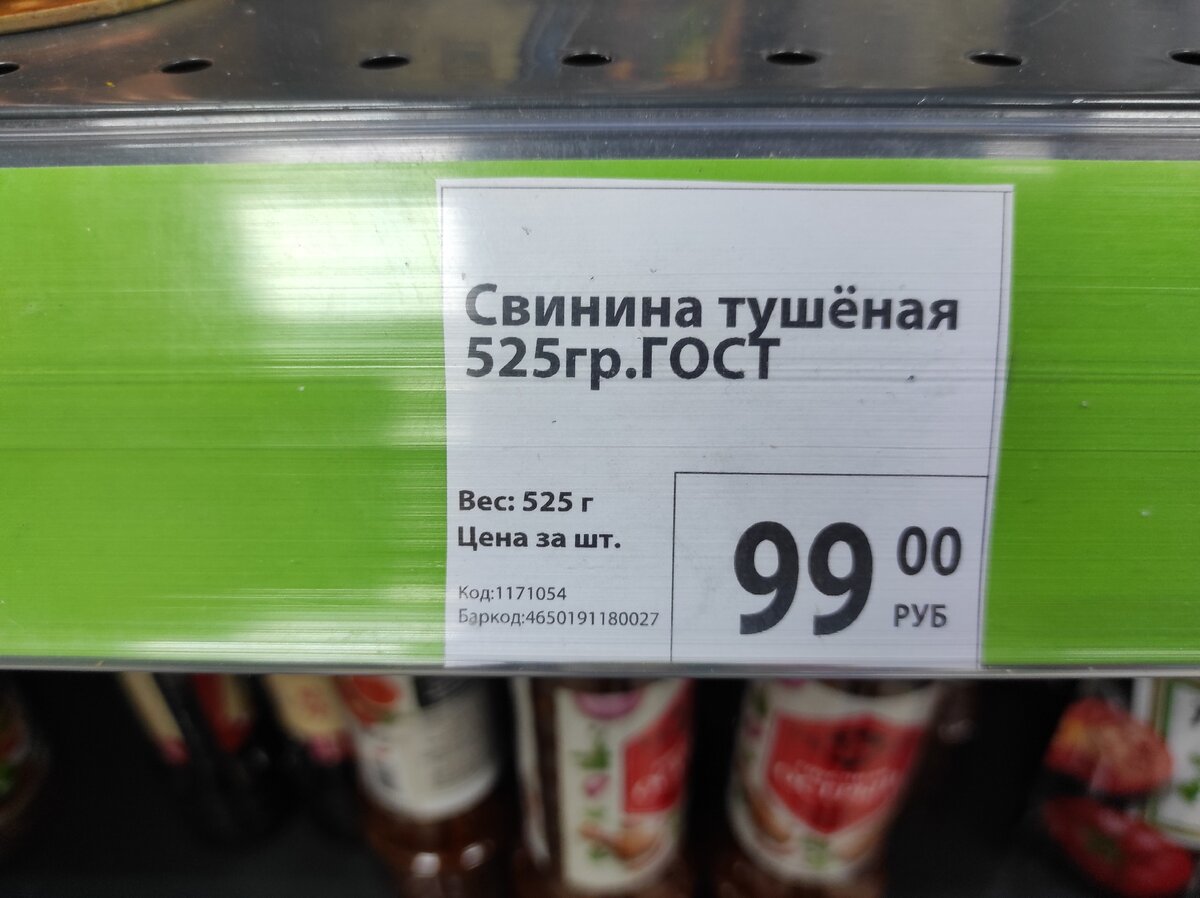 Свинина тушёная
525гр.ГОСТ
Вес: 525 г
Цена за шт.
Код:1171054
Баркод:4650191180027
99 00
РУБ